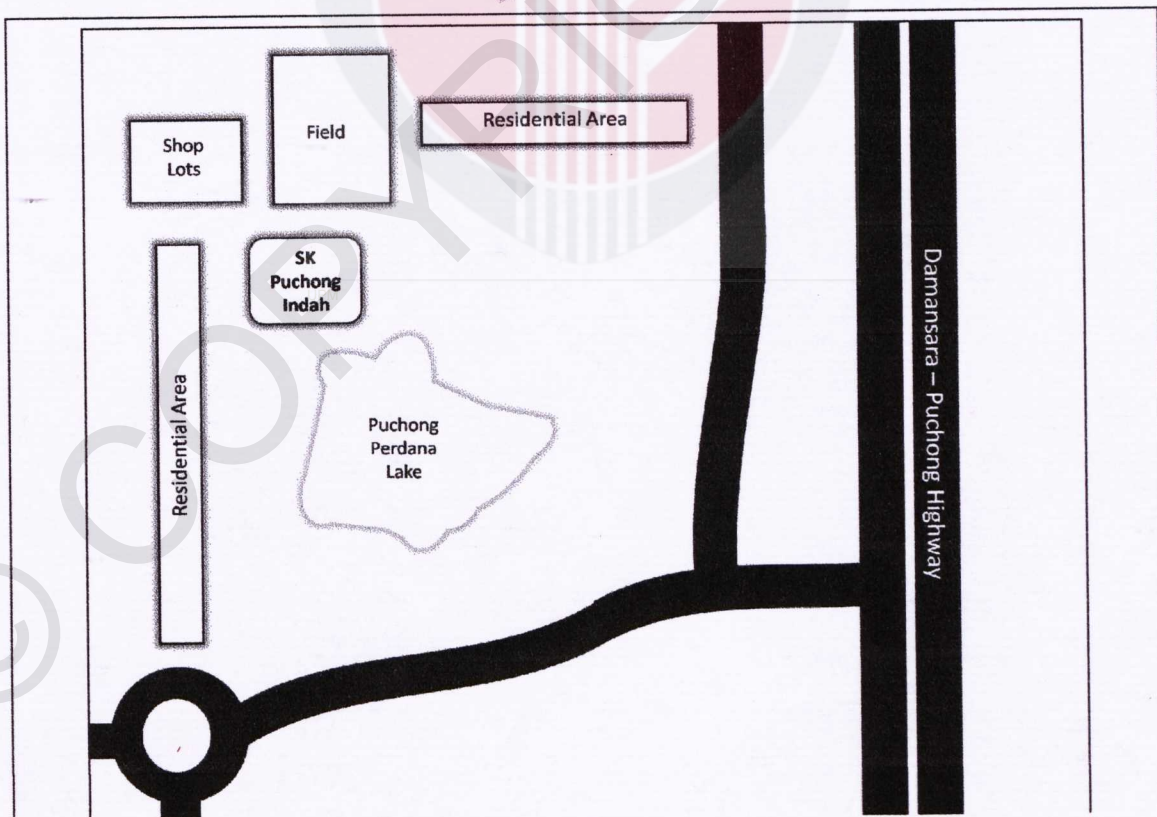 Shop
Lots
Field
Residential Area
SK
Puchong
Indah
Residential Area
Puchong
Perdana
Lake
Damansara – Puchong Highway